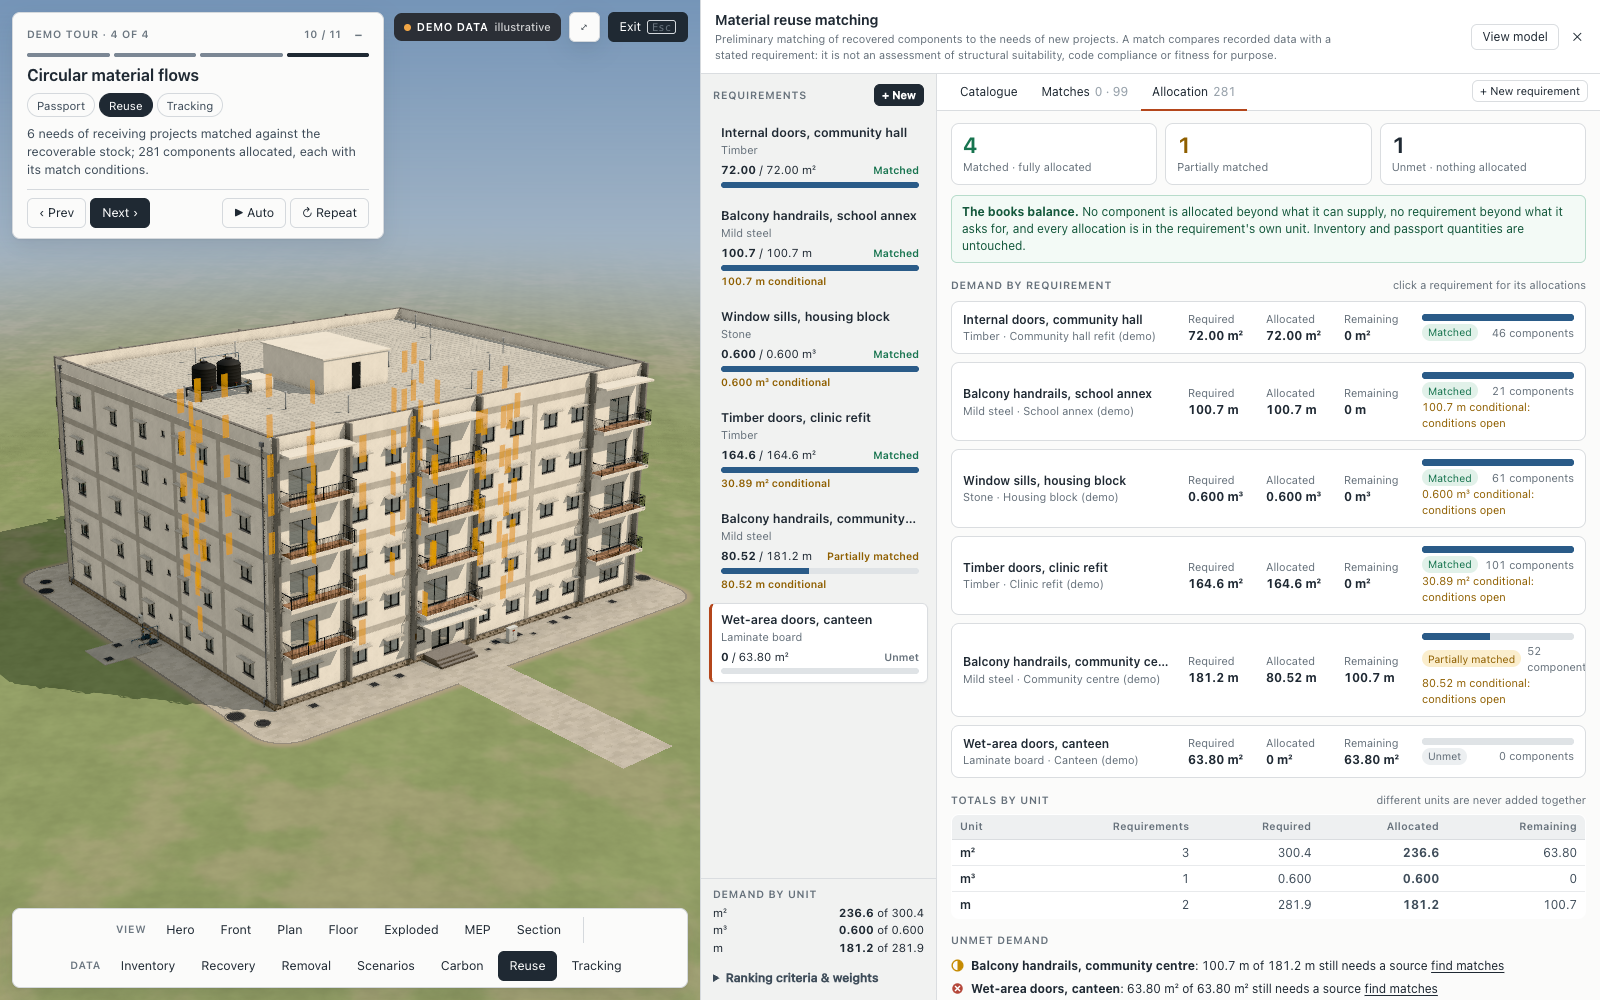 DEMO TOUR · 4 OF 4
10 / 11 –
Circular material flows
Passport Reuse Tracking
6 needs of receiving projects matched against the
recoverable stock; 281 components allocated, each with
its match conditions.
‹ Prev Next › ▶ Auto ↻ Repeat
DEMO DATA illustrative
⤢
Exit Esc
VIEW Hero Front Plan Floor Exploded MEP Section
DATA Inventory Recovery Removal Scenarios Carbon Reuse Tracking
Material reuse matching
Preliminary matching of recovered components to the needs of new projects. A match compares recorded data with a
stated requirement: it is not an assessment of structural suitability, code compliance or fitness for purpose.
View model ×
REQUIREMENTS + New
Internal doors, community hall
Timber
72.00 / 72.00 m² Matched
Balcony handrails, school annex
Mild steel
100.7 / 100.7 m Matched
100.7 m conditional
Window sills, housing block
Stone
0.600 / 0.600 m³ Matched
0.600 m³ conditional
Timber doors, clinic refit
Timber
164.6 / 164.6 m² Matched
30.89 m² conditional
Balcony handrails, community...
Mild steel
80.52 / 181.2 m Partially matched
80.52 m conditional
Wet-area doors, canteen
Laminate board
0 / 63.80 m² Unmet
DEMAND BY UNIT
m² 236.6 of 300.4
m³ 0.600 of 0.600
m 181.2 of 281.9
▶ Ranking criteria & weights
Catalogue Matches 0 · 99 Allocation 281
+ New requirement
4
Matched · fully allocated
1
Partially matched
1
Unmet · nothing allocated
The books balance. No component is allocated beyond what it can supply, no requirement beyond what it
asks for, and every allocation is in the requirement's own unit. Inventory and passport quantities are
untouched.
DEMAND BY REQUIREMENT click a requirement for its allocations
Internal doors, community hall
Timber · Community hall refit (demo)
Required Allocated Remaining
72.00 m² 72.00 m² 0 m²
Matched 46 components
Balcony handrails, school annex
Mild steel · School annex (demo)
Required Allocated Remaining
100.7 m 100.7 m 0 m
Matched 21 components
100.7 m conditional:
conditions open
Window sills, housing block
Stone · Housing block (demo)
Required Allocated Remaining
0.600 m³ 0.600 m³ 0 m³
Matched 61 components
0.600 m³ conditional:
conditions open
Timber doors, clinic refit
Timber · Clinic refit (demo)
Required Allocated Remaining
164.6 m² 164.6 m² 0 m²
Matched 101 components
30.89 m² conditional:
conditions open
Balcony handrails, community ce...
Mild steel · Community centre (demo)
Required Allocated Remaining
181.2 m 80.52 m 100.7 m
Partially matched 52
component
80.52 m conditional:
conditions open
Wet-area doors, canteen
Laminate board · Canteen (demo)
Required Allocated Remaining
63.80 m² 0 m² 63.80 m²
Unmet 0 components
TOTALS BY UNIT different units are never added together
Unit Requirements Required Allocated Remaining
m² 3 300.4 236.6 63.80
m³ 1 0.600 0.600 0
m 2 281.9 181.2 100.7
UNMET DEMAND
Balcony handrails, community centre: 100.7 m of 181.2 m still needs a source find matches
Wet-area doors, canteen: 63.80 m² of 63.80 m² still needs a source find matches